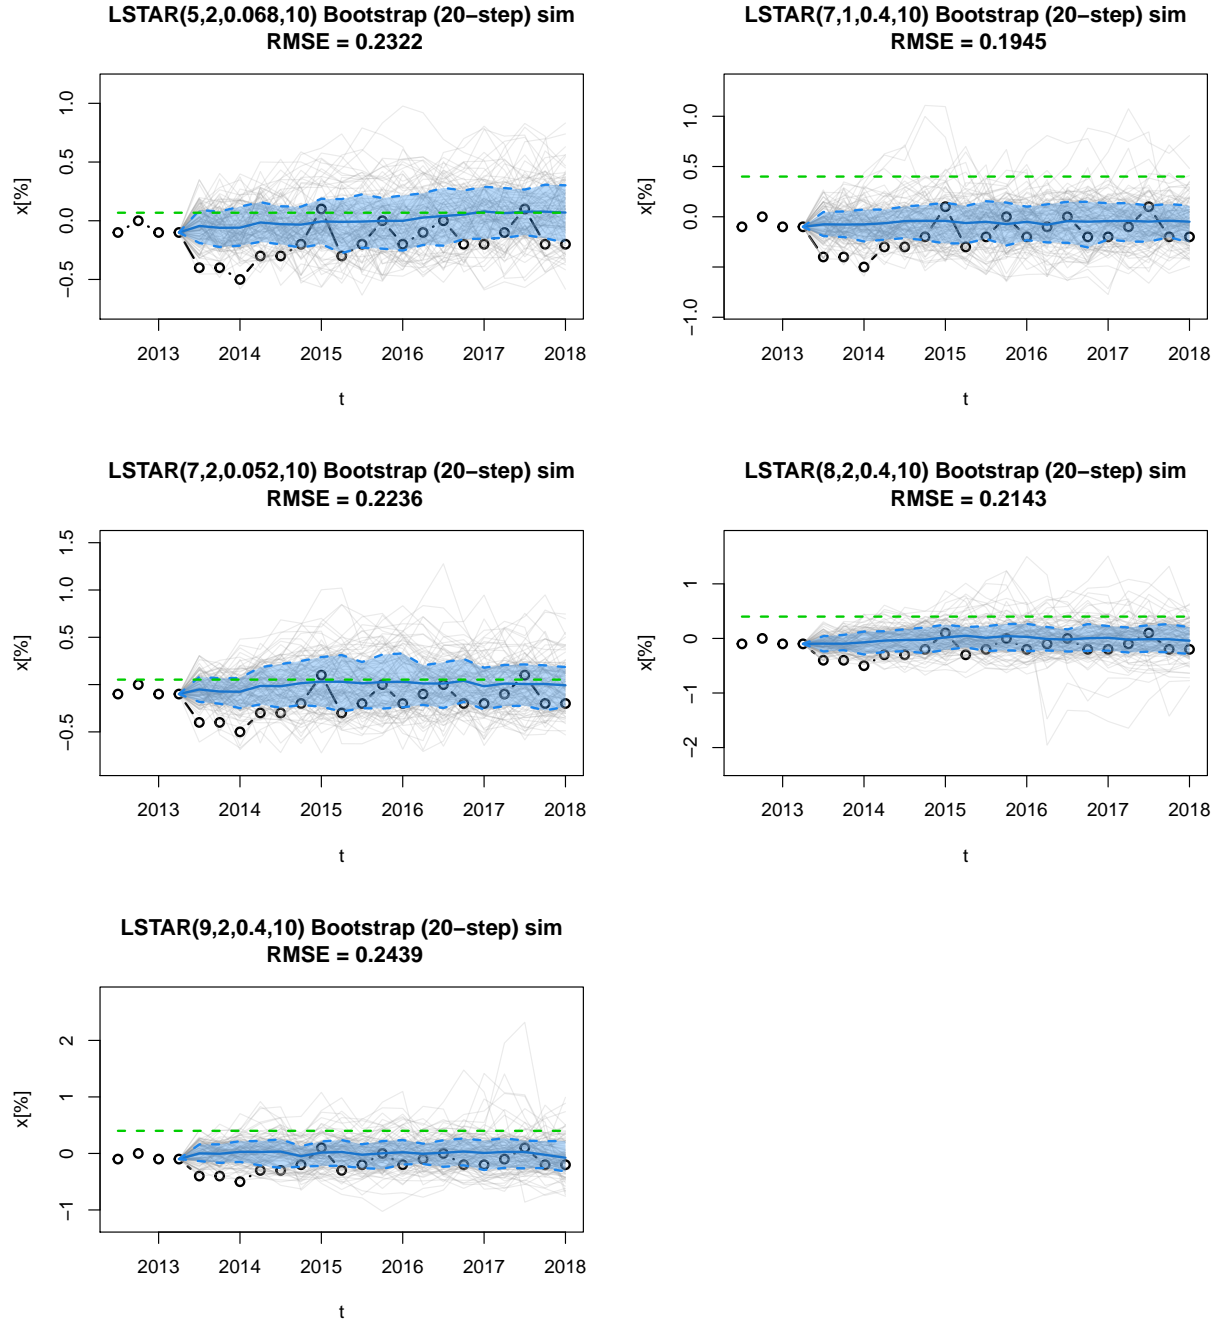 LSTAR(5,2,0.068,10) Bootstrap (20−step) sim
RMSE = 0.2322
x[%]
1.0
0.5
0.0
−0.5
2013 2014 2015 2016 2017 2018
t
LSTAR(7,1,0.4,10) Bootstrap (20−step) sim
RMSE = 0.1945
x[%]
1.0
0.5
0.0
−1.0
2013 2014 2015 2016 2017 2018
t
LSTAR(7,2,0.052,10) Bootstrap (20−step) sim
RMSE = 0.2236
x[%]
1.5
1.0
0.5
−0.5
2013 2014 2015 2016 2017 2018
t
LSTAR(8,2,0.4,10) Bootstrap (20−step) sim
RMSE = 0.2143
x[%]
1
0
−1
−2
2013 2014 2015 2016 2017 2018
t
LSTAR(9,2,0.4,10) Bootstrap (20−step) sim
RMSE = 0.2439
x[%]
2
1
0
−1
2013 2014 2015 2016 2017 2018
t